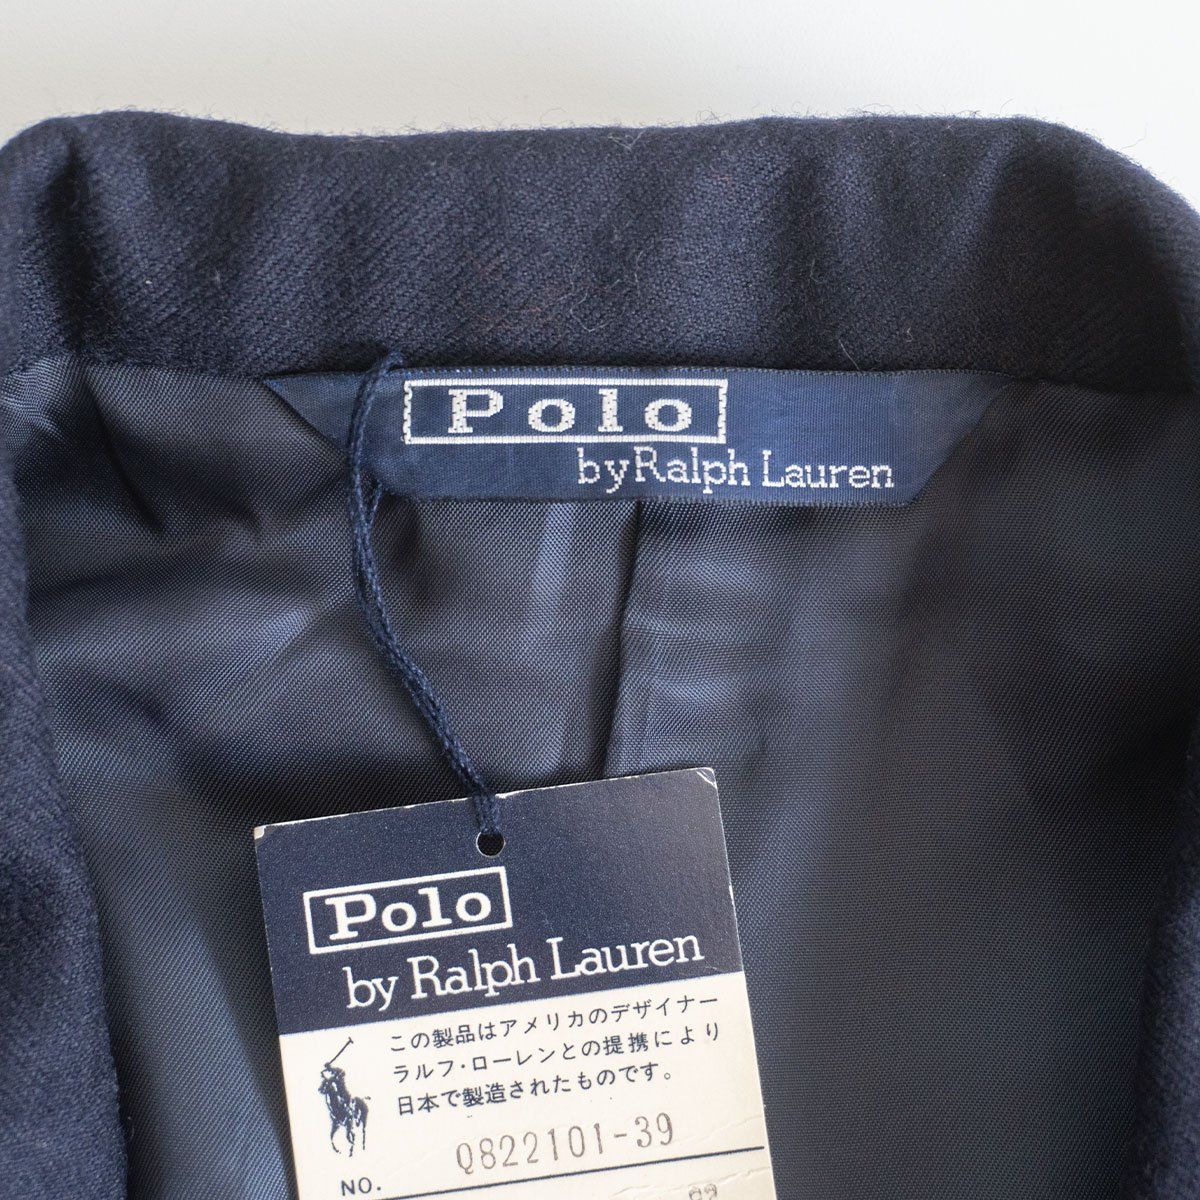 Polo
by Ralph Lauren
Polo
by Ralph Lauren
この製品はアメリカのデザイナー
ラルフ・ローレンとの提携により
日本で製造されたものです。
NO. Q822101-39